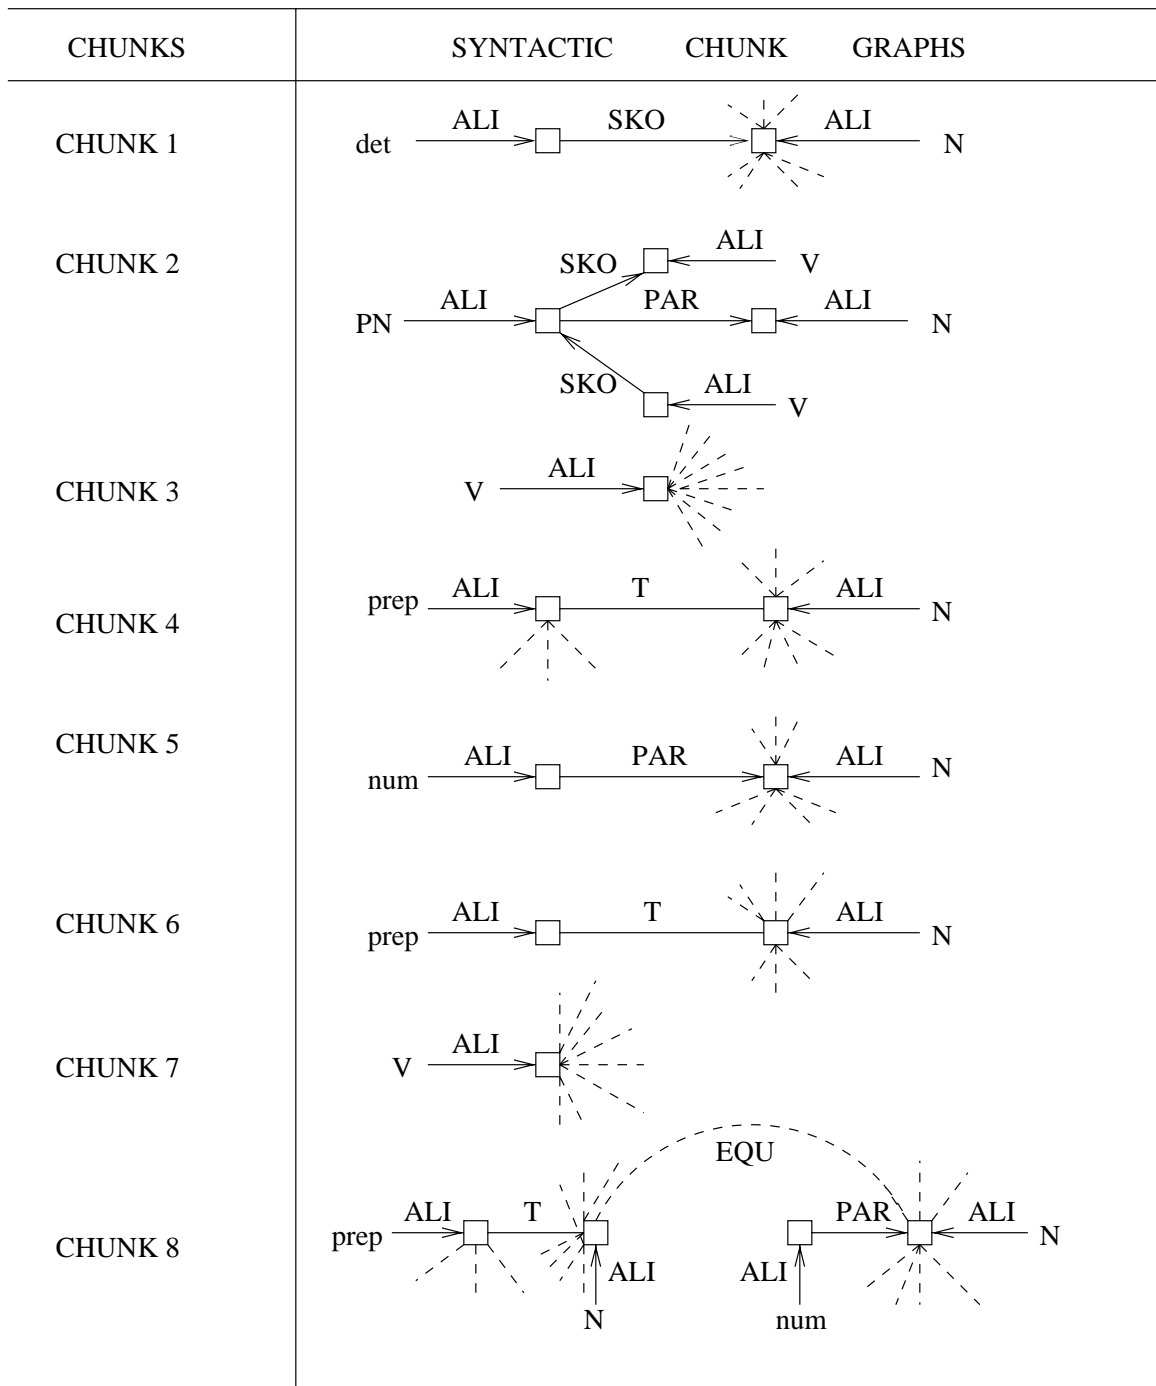 CHUNKS SYNTACTIC CHUNK GRAPHS
CHUNK 1 det ALI SKO ALI N
CHUNK 2 SKO ALI V
PN ALI PAR ALI N
SKO ALI V
CHUNK 3 V ALI
CHUNK 4 prep ALI T ALI N
CHUNK 5 num ALI PAR ALI N
CHUNK 6 prep ALI T ALI N
CHUNK 7 V ALI
EQU
CHUNK 8 prep ALI T PAR ALI N
ALI ALI
N num